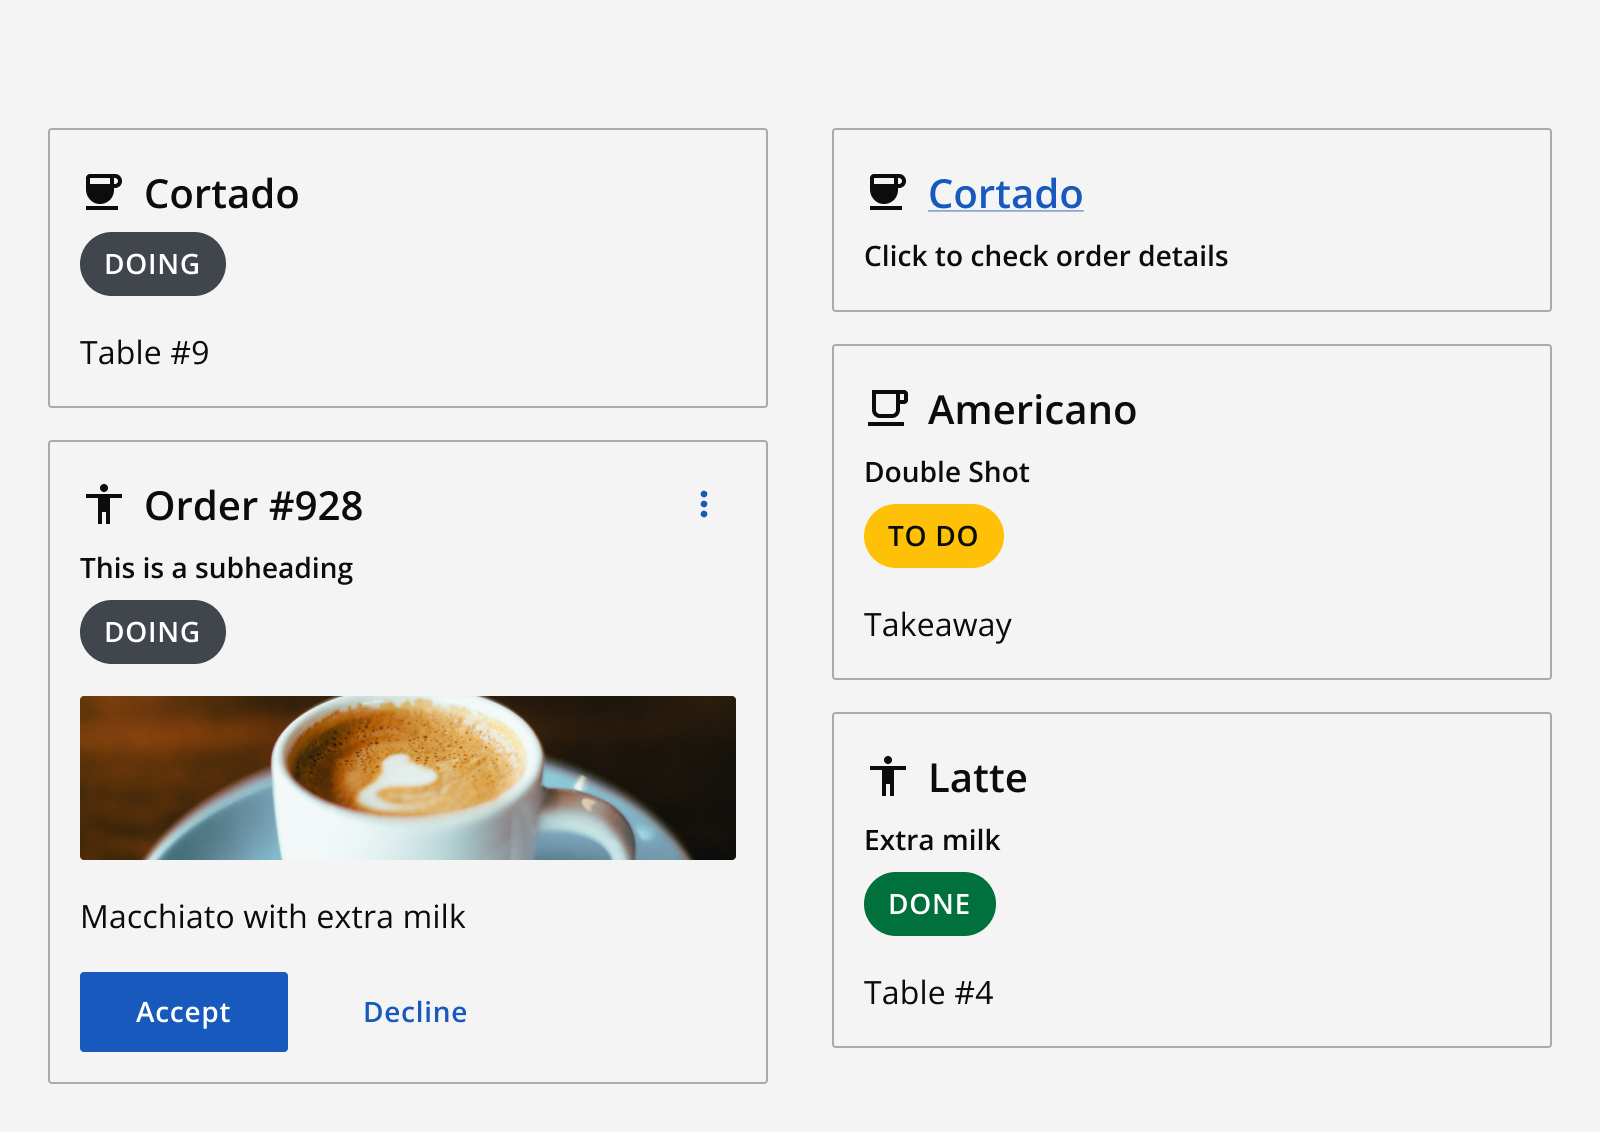 Cortado
DOING
Table #9
Order #928
This is a subheading
DOING
Macchiato with extra milk
Accept
Decline
Cortado
Click to check order details
Americano
Double Shot
TO DO
Takeaway
Latte
Extra milk
DONE
Table #4